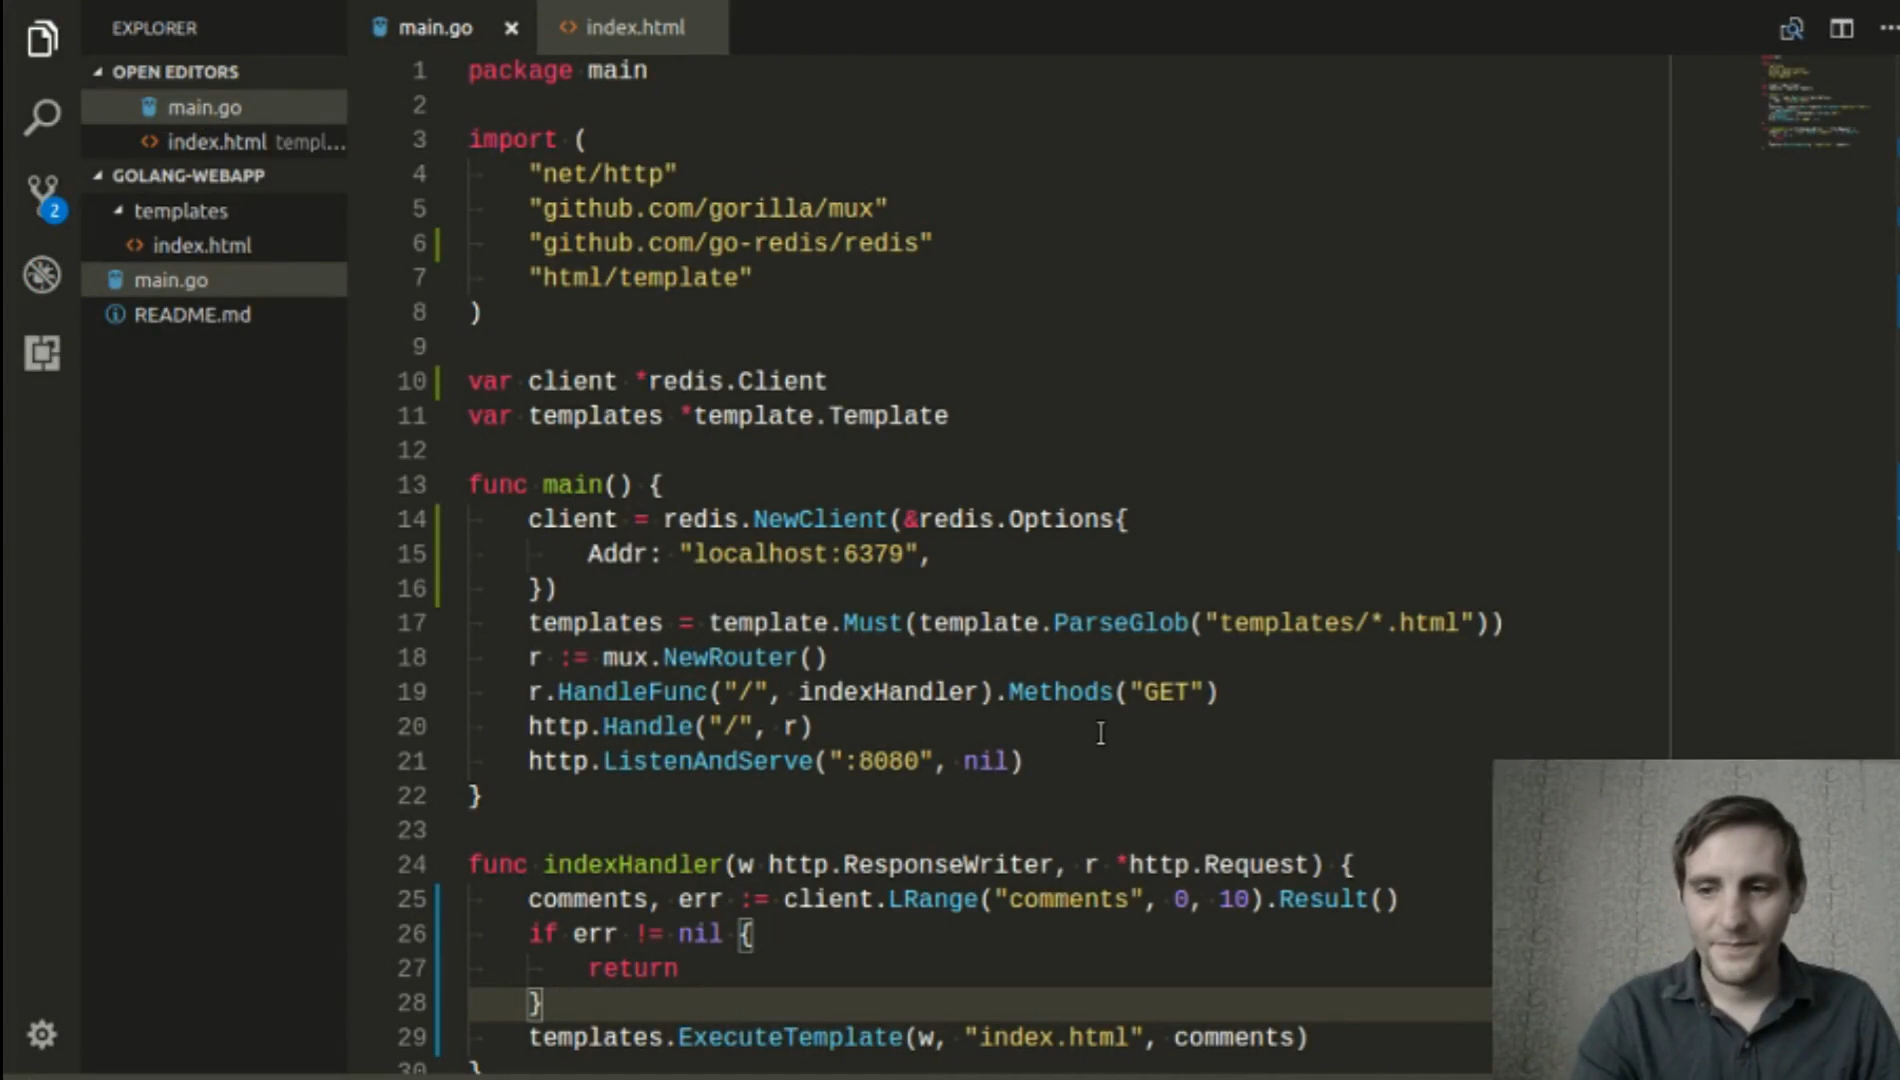 EXPLORER
OPEN EDITORS
main.go
index.html templ...
GOLANG-WEBAPP
templates
index.html
main.go
README.md
2
main.go
index.html
1 package main
2
3 import (
4 "net/http"
5 "github.com/gorilla/mux"
6 "github.com/go-redis/redis"
7 "html/template"
8 )
9
10 var client *redis.Client
11 var templates *template.Template
12
13 func main() {
14 client = redis.NewClient(&redis.Options{
15 Addr: "localhost:6379",
16 })
17 templates = template.Must(template.ParseGlob("templates/*.html"))
18 r := mux.NewRouter()
19 r.HandleFunc("/", indexHandler).Methods("GET")
20 http.Handle("/", r)
21 http.ListenAndServe(":8080", nil)
22 }
23
24 func indexHandler(w http.ResponseWriter, r *http.Request) {
25 comments, err := client.LRange("comments", 0, 10).Result()
26 if err != nil {
27 return
28 }
29 templates.ExecuteTemplate(w, "index.html", comments)
30 }